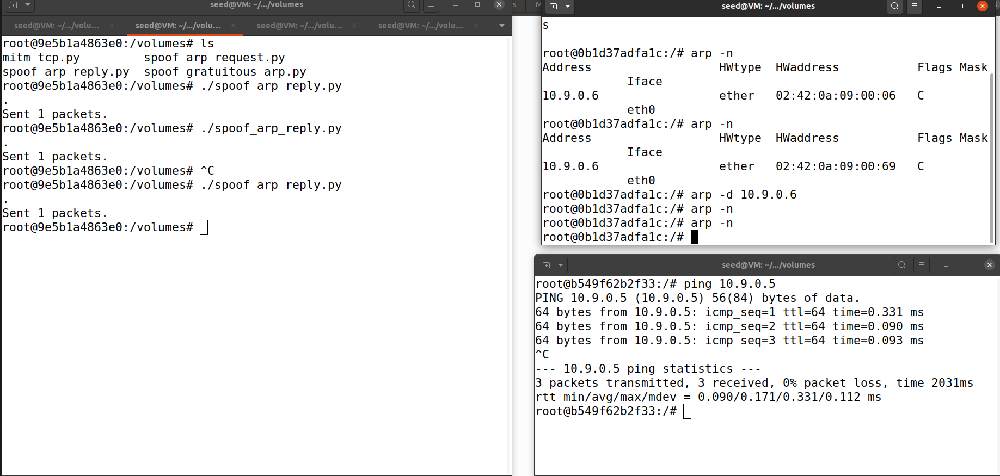 seed@VM: ~/.../volumes
seed@VM: ~/.../volu... × seed@VM: ~/.../volu... × seed@VM: ~/.../volu... × seed@VM: ~/.../volu... ×
root@9e5b1a4863e0:/volumes# ls
mitm_tcp.py         spoof_arp_request.py
spoof_arp_reply.py  spoof_gratuitous_arp.py
root@9e5b1a4863e0:/volumes# ./spoof_arp_reply.py
.
Sent 1 packets.
root@9e5b1a4863e0:/volumes# ./spoof_arp_reply.py
.
Sent 1 packets.
root@9e5b1a4863e0:/volumes# ^C
root@9e5b1a4863e0:/volumes# ./spoof_arp_reply.py
.
Sent 1 packets.
root@9e5b1a4863e0:/volumes#
s M
seed@VM: ~/.../volumes
s
root@0b1d37adfa1c:/# arp -n
Address                  HWtype  HWaddress           Flags Mask
            Iface
10.9.0.6                 ether   02:42:0a:09:00:06   C
            eth0
root@0b1d37adfa1c:/# arp -n
Address                  HWtype  HWaddress           Flags Mask
            Iface
10.9.0.6                 ether   02:42:0a:09:00:69   C
            eth0
root@0b1d37adfa1c:/# arp -d 10.9.0.6
root@0b1d37adfa1c:/# arp -n
root@0b1d37adfa1c:/# arp -n
root@0b1d37adfa1c:/#
seed@VM: ~/.../volumes
root@b549f62b2f33:/# ping 10.9.0.5
PING 10.9.0.5 (10.9.0.5) 56(84) bytes of data.
64 bytes from 10.9.0.5: icmp_seq=1 ttl=64 time=0.331 ms
64 bytes from 10.9.0.5: icmp_seq=2 ttl=64 time=0.090 ms
64 bytes from 10.9.0.5: icmp_seq=3 ttl=64 time=0.093 ms
^C
--- 10.9.0.5 ping statistics ---
3 packets transmitted, 3 received, 0% packet loss, time 2031ms
rtt min/avg/max/mdev = 0.090/0.171/0.331/0.112 ms
root@b549f62b2f33:/#